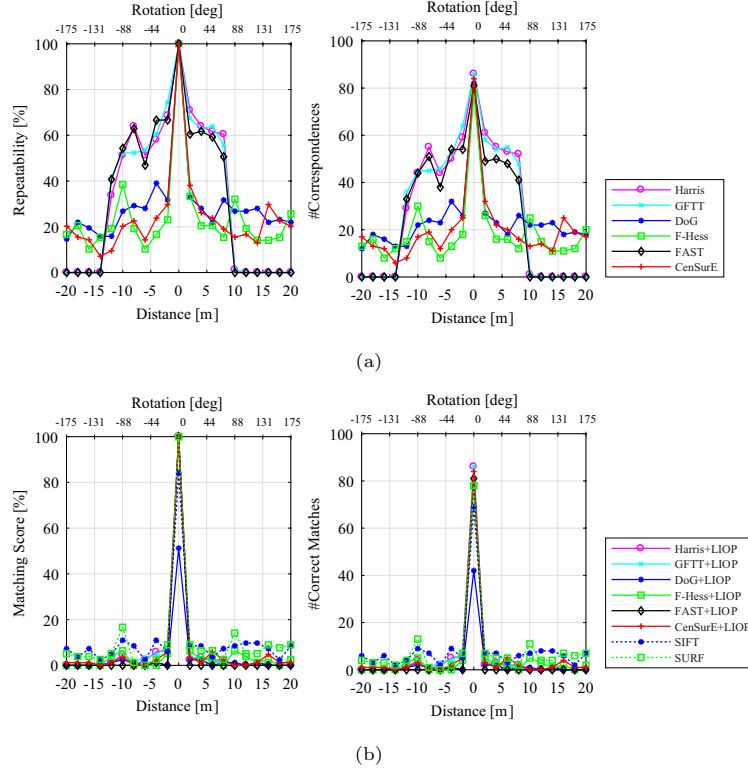 Rotation [deg]
-175 -131 -88 -44 0 44 88 131 175
100
80
60
40
20
0
Repeatability [%]
-20 -15 -10 -5 0 5 10 15 20
Distance [m]
Rotation [deg]
-175 -131 -88 -44 0 44 88 131 175
100
80
60
40
20
0
#Correspondences
-20 -15 -10 -5 0 5 10 15 20
Distance [m]
Harris
GFTT
DoG
F-Hess
FAST
CenSurE
(a)
Rotation [deg]
-175 -131 -88 -44 0 44 88 131 175
100
80
60
40
20
0
Matching Score [%]
-20 -15 -10 -5 0 5 10 15 20
Distance [m]
Rotation [deg]
-175 -131 -88 -44 0 44 88 131 175
100
80
60
40
20
0
#Correct Matches
-20 -15 -10 -5 0 5 10 15 20
Distance [m]
Harris+LIOP
GFTT+LIOP
DoG+LIOP
F-Hess+LIOP
FAST+LIOP
CenSurE+LIOP
SIFT
SURF
(b)